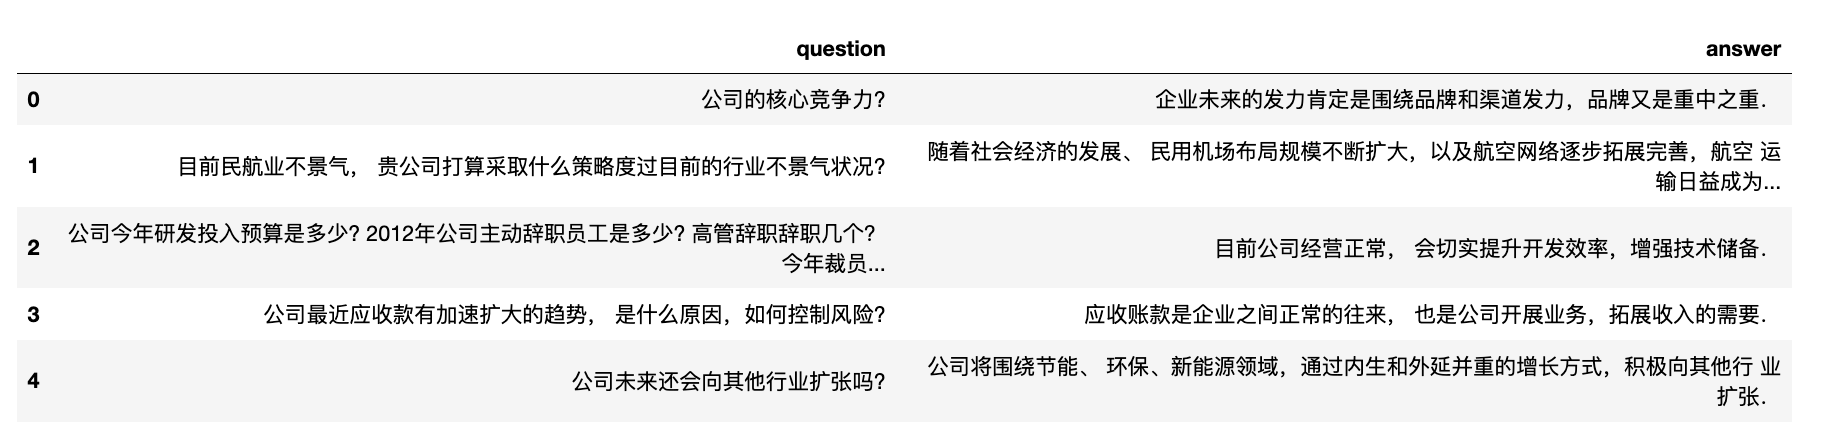 question answer
0 公司的核心竞争力? 企业未来的发力肯定是围绕品牌和渠道发力，品牌又是重中之重.
1 目前民航业不景气， 贵公司打算采取什么策略度过目前的行业不景气状况? 随着社会经济的发展、 民用机场布局规模不断扩大，以及航空网络逐步拓展完善，航空 运
输日益成为...
2 公司今年研发投入预算是多少? 2012年公司主动辞职员工是多少? 高管辞职辞职几个?
今年裁员... 目前公司经营正常， 会切实提升开发效率，增强技术储备.
3 公司最近应收款有加速扩大的趋势， 是什么原因，如何控制风险? 应收账款是企业之间正常的往来， 也是公司开展业务，拓展收入的需要.
4 公司未来还会向其他行业扩张吗? 公司将围绕节能、 环保、新能源领域，通过内生和外延并重的增长方式，积极向其他行 业
扩张.